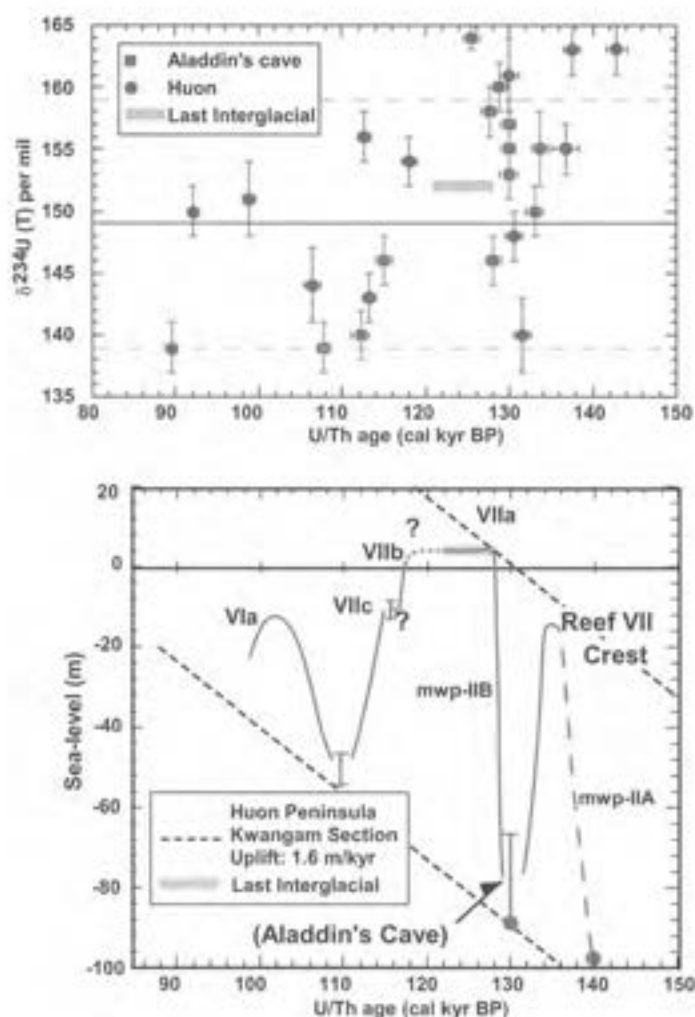 165
160
155
150
145
140
135
δ234U (T) per mil
Aladdin's cave
Huon
Last Interglacial
80 90 100 110 120 130 140 150
U/Th age (cal kyr BP)
20
0
-20
-40
-60
-80
-100
Sea-level (m)
VIIa
?
VIIb
VIIc
?
VIa
Reef VII
Crest
mwp-IIB
mwp-IIA
Huon Peninsula
Kwangam Section
Uplift: 1.6 m/kyr
Last Interglacial
(Aladdin's Cave)
90 100 110 120 130 140 150
U/Th age (cal kyr BP)